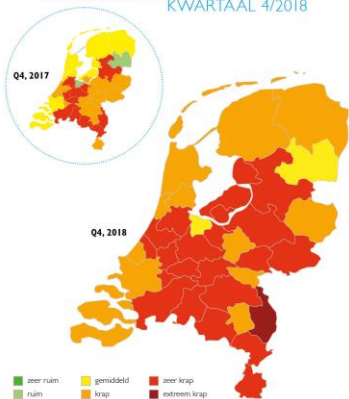 KWARTAAL 4/2018
Q4, 2017
Q4, 2018
zeer ruim
gemiddeld
zeer krap
ruim
krap
extreem krap